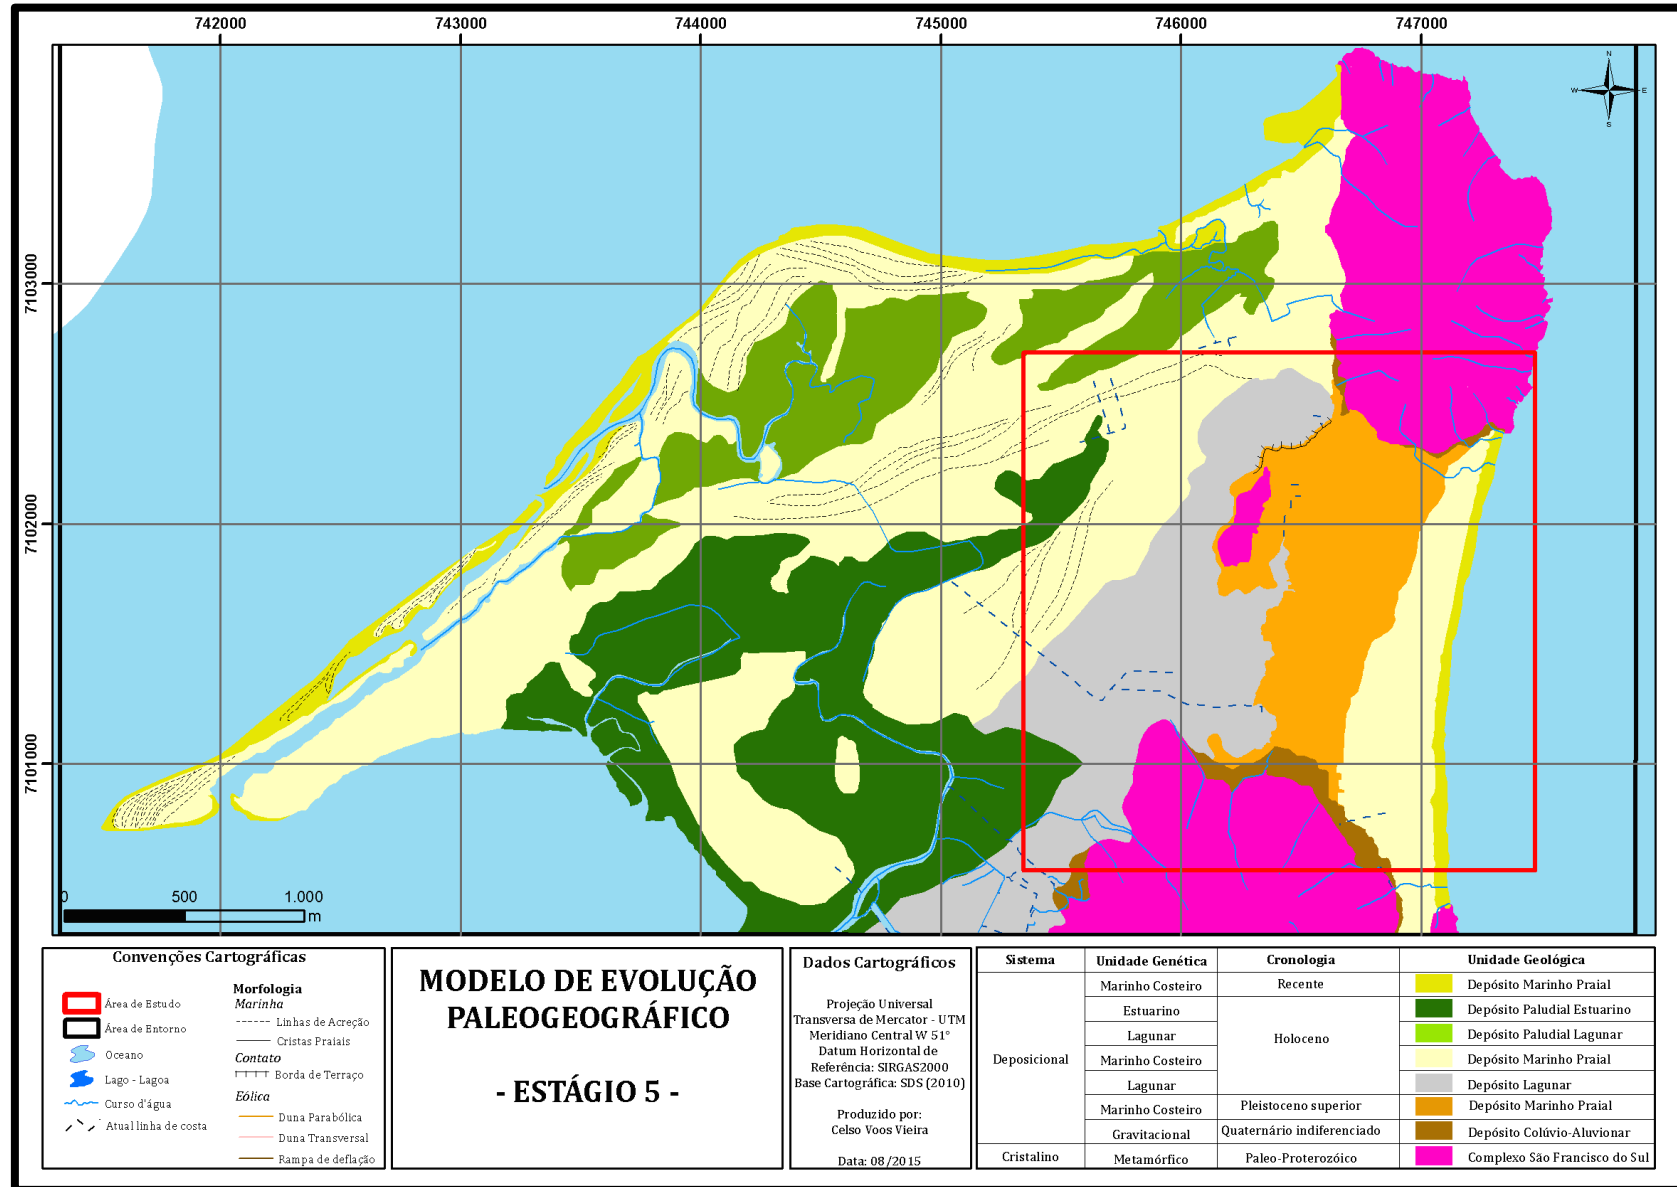 742000 743000 744000 745000 746000 747000
N
W E
S
7103000
7102000
7101000
0 500 1.000
m
Convenções Cartográficas
Área de Estudo
Área de Entorno
Oceano
Lago - Lagoa
Curso d'água
Atual linha de costa
Morfologia
Marinha
Linhas de Acreção
Cristas Praiais
Contato
Borda de Terraço
Eólica
Duna Parabólica
Duna Transversal
Rampa de deflação
MODELO DE EVOLUÇÃO
PALEOGEOGRÁFICO
- ESTÁGIO 5 -
Dados Cartográficos
Projeção Universal
Transversa de Mercator - UTM
Meridiano Central W 51°
Datum Horizontal de
Referência: SIRGAS2000
Base Cartográfica: SDS (2010)
Produzido por:
Celso Voos Vieira
Data: 08/2015
Sistema Unidade Genética Cronologia Unidade Geológica
Marinho Costeiro Recente Depósito Marinho Praial
Estuarino Depósito Paludial Estuarino
Lagunar Holoceno Depósito Paludial Lagunar
Deposicional Marinho Costeiro Depósito Marinho Praial
Lagunar Depósito Lagunar
Marinho Costeiro Pleistoceno superior Depósito Marinho Praial
Gravitacional Quaternário indiferenciado Depósito Colúvio-Aluvionar
Cristalino Metamórfico Paleo-Proterozóico Complexo São Francisco do Sul